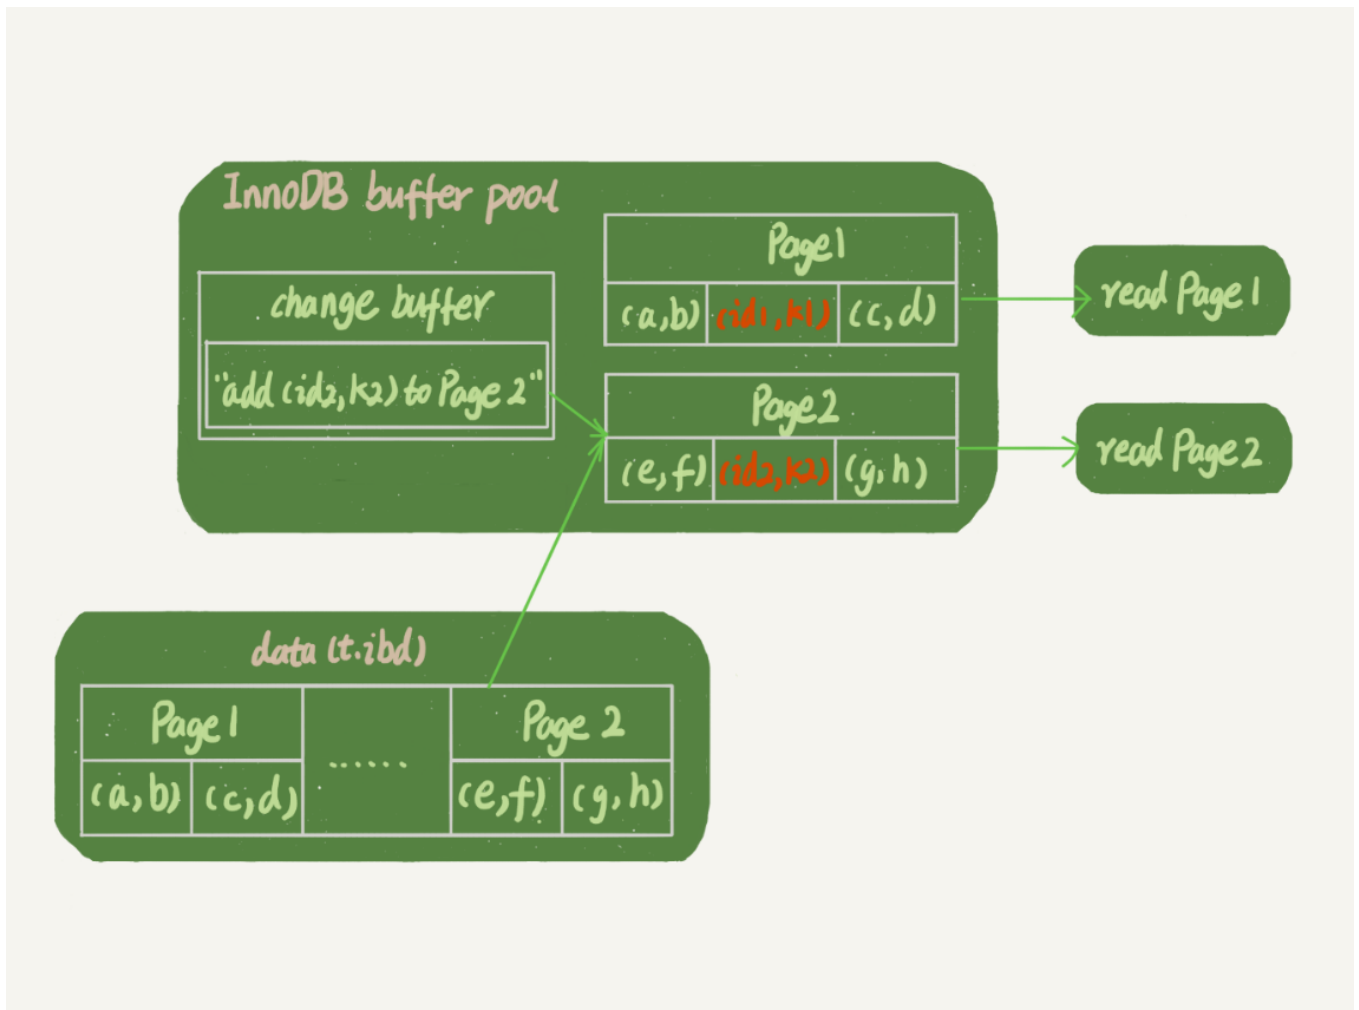 InnoDB buffer pool
change buffer
"add (id2,k2) to Page 2"
Page1
(a,b) (id1,k1) (c,d)
Page2
(e,f) (id2,k2) (g,h)
read Page1
read Page2
data (t.ibd)
Page1 ...... Page 2
(a,b) (c,d) (e,f) (g,h)